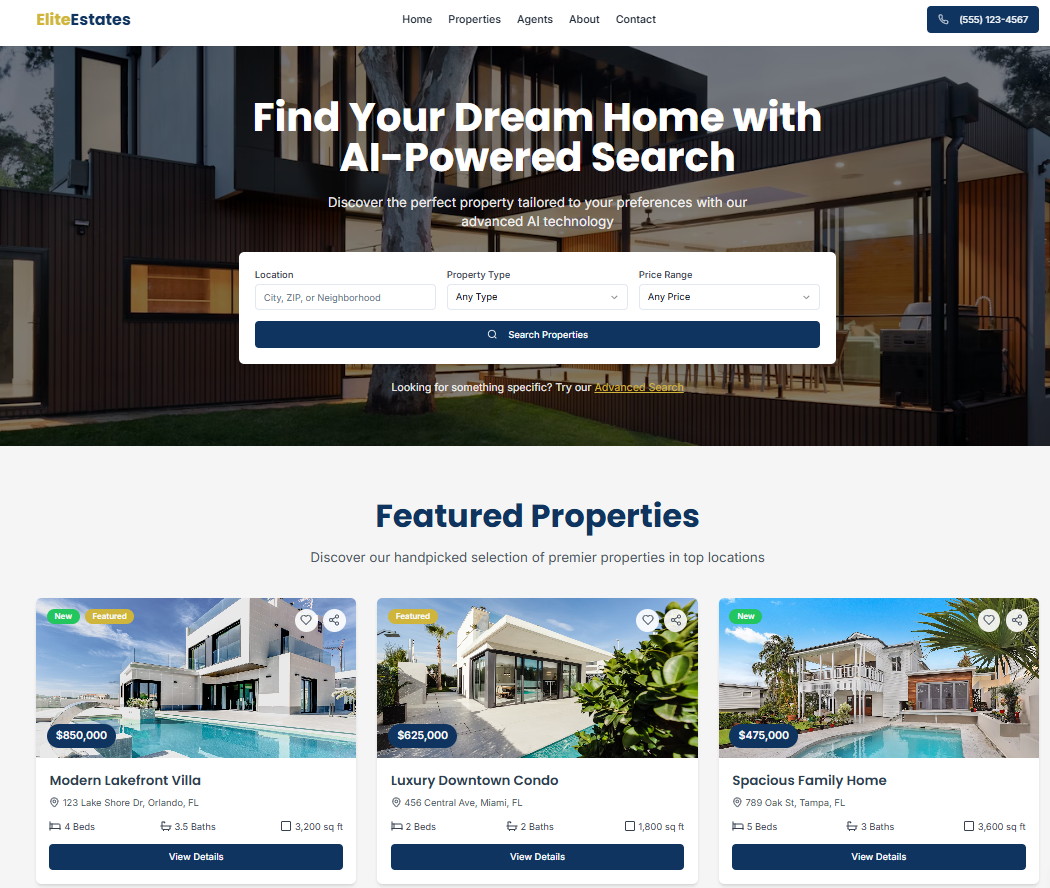 EliteEstates
Home Properties Agents About Contact
(555) 123-4567
Find Your Dream Home with
AI-Powered Search
Discover the perfect property tailored to your preferences with our
advanced AI technology
Location Property Type Price Range
City, ZIP, or Neighborhood Any Type Any Price
Search Properties
Looking for something specific? Try our Advanced Search
Featured Properties
Discover our handpicked selection of premier properties in top locations
New Featured
$850,000
Modern Lakefront Villa
123 Lake Shore Dr, Orlando, FL
4 Beds 3.5 Baths 3,200 sq ft
View Details
Featured
$625,000
Luxury Downtown Condo
456 Central Ave, Miami, FL
2 Beds 2 Baths 1,800 sq ft
View Details
New
$475,000
Spacious Family Home
789 Oak St, Tampa, FL
5 Beds 3 Baths 3,600 sq ft
View Details